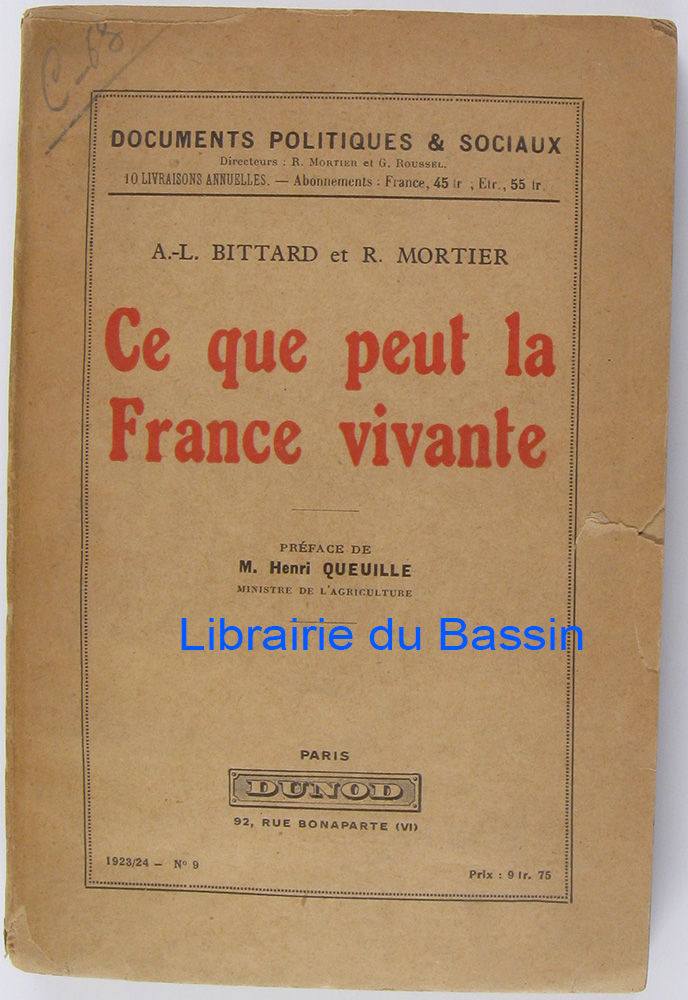 C-68
DOCUMENTS POLITIQUES & SOCIAUX
Directeurs : R. MORTIER et G. ROUSSEL.
10 LIVRAISONS ANNUELLES. — Abonnements : France, 45 fr ; Etr., 55 fr.
A.-L. BITTARD et R. MORTIER
Ce que peut la
France vivante
PRÉFACE DE
M. Henri QUEUILLE
MINISTRE DE L'AGRICULTURE
Librairie du Bassin
PARIS
DUNOD
92, RUE BONAPARTE (VI)
1923/24 — N° 9
Prix : 9 fr. 75